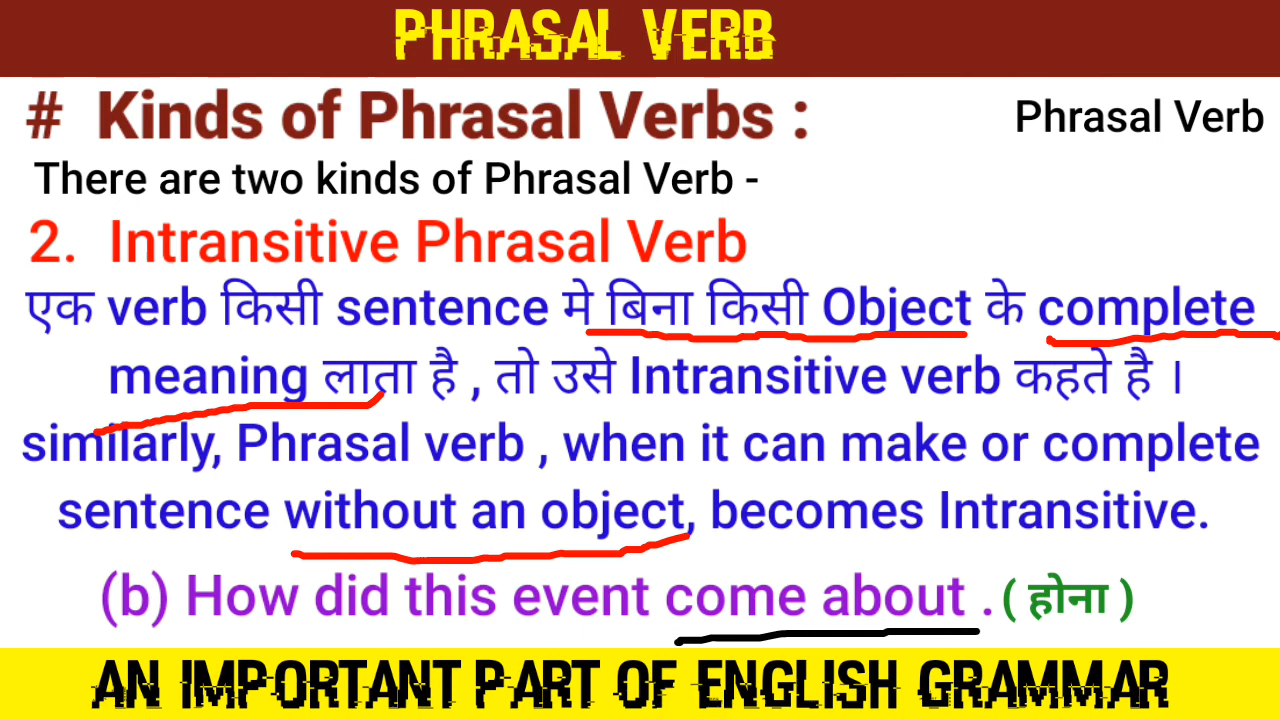 PHRASAL VERB
# Kinds of Phrasal Verbs :
Phrasal Verb
There are two kinds of Phrasal Verb -
2. Intransitive Phrasal Verb
एक verb किसी sentence मे बिना किसी Object के complete
meaning लाता है , तो उसे Intransitive verb कहते है ।
similarly, Phrasal verb , when it can make or complete
sentence without an object, becomes Intransitive.
(b) How did this event come about . ( होना )
AN IMPORTANT PART OF ENGLISH GRAMMAR